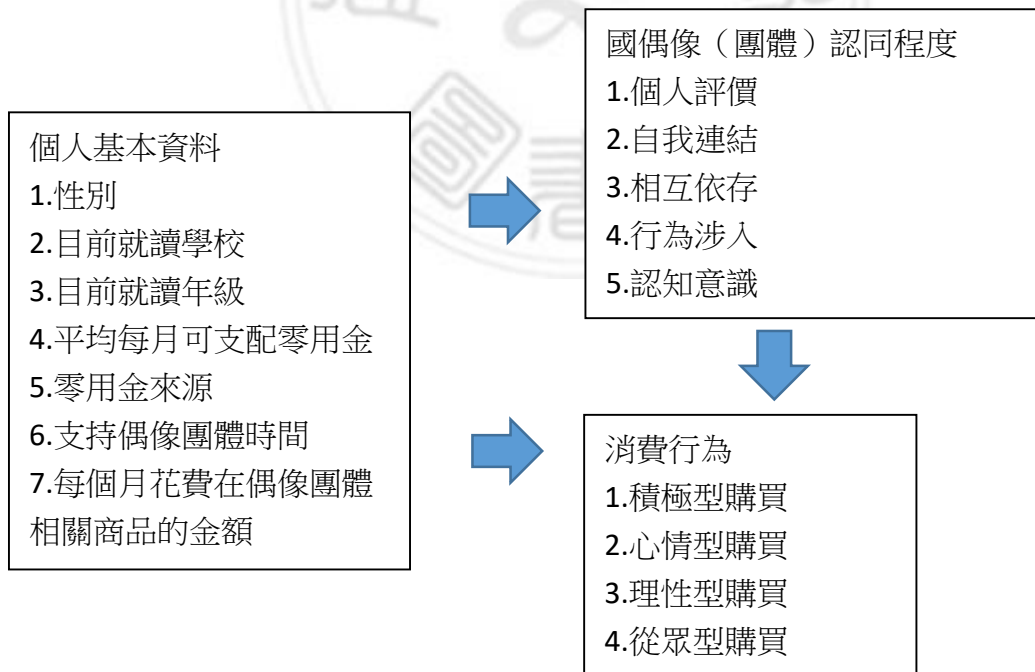 國偶像（團體）認同程度
1.個人評價
2.自我連結
3.相互依存
4.行為涉入
5.認知意識
個人基本資料
1.性別
2.目前就讀學校
3.目前就讀年級
4.平均每月可支配零用金
5.零用金來源
6.支持偶像團體時間
7.每個月花費在偶像團體
相關商品的金額
消費行為
1.積極型購買
2.心情型購買
3.理性型購買
4.從眾型購買